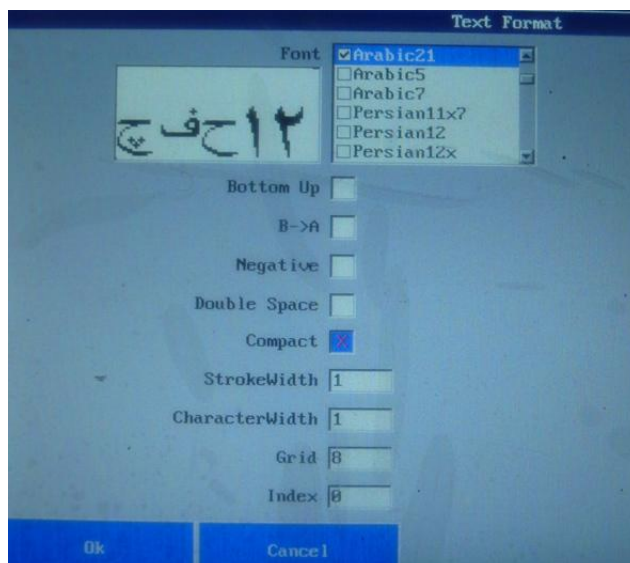 Text Format
Font
Arabic21
Arabic5
Arabic7
Persian11x7
Persian12
Persian12x
۱۲ح ف چ
Bottom Up
B->A
Negative
Double Space
Compact X
StrokeWidth 1
CharacterWidth 1
Grid 8
Index 0
Ok
Cancel